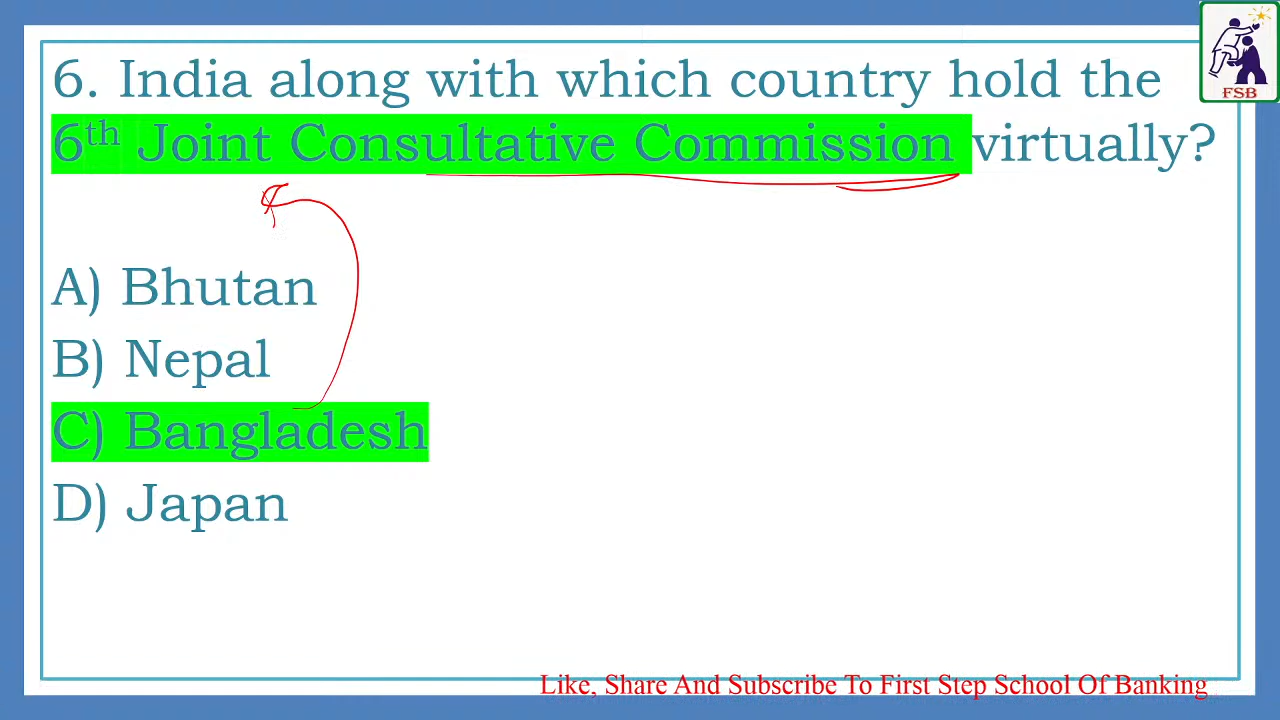 6. India along with which country hold the
6th Joint Consultative Commission virtually?
A) Bhutan
B) Nepal
C) Bangladesh
D) Japan
FSB
Like, Share And Subscribe To First Step School Of Banking